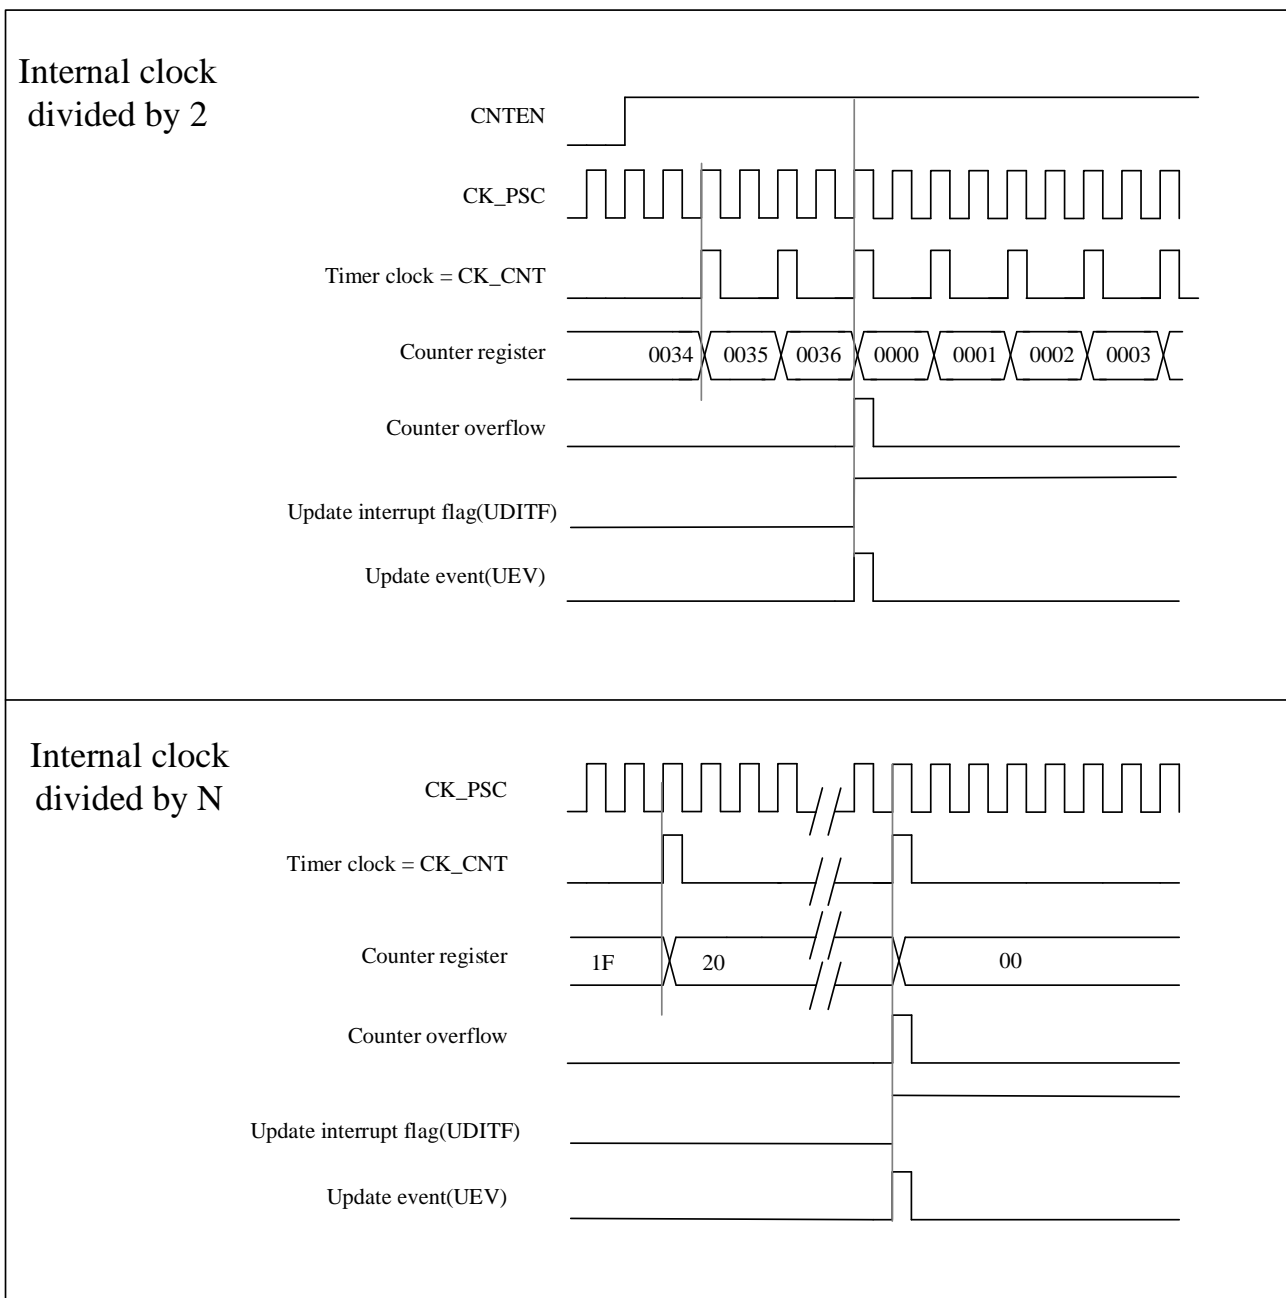 Internal clock
divided by 2
CNTEN
CK_PSC
Timer clock = CK_CNT
Counter register
0034 0035 0036 0000 0001 0002 0003
Counter overflow
Update interrupt flag(UDITF)
Update event(UEV)
Internal clock
divided by N
CK_PSC
Timer clock = CK_CNT
Counter register
1F 20 00
Counter overflow
Update interrupt flag(UDITF)
Update event(UEV)